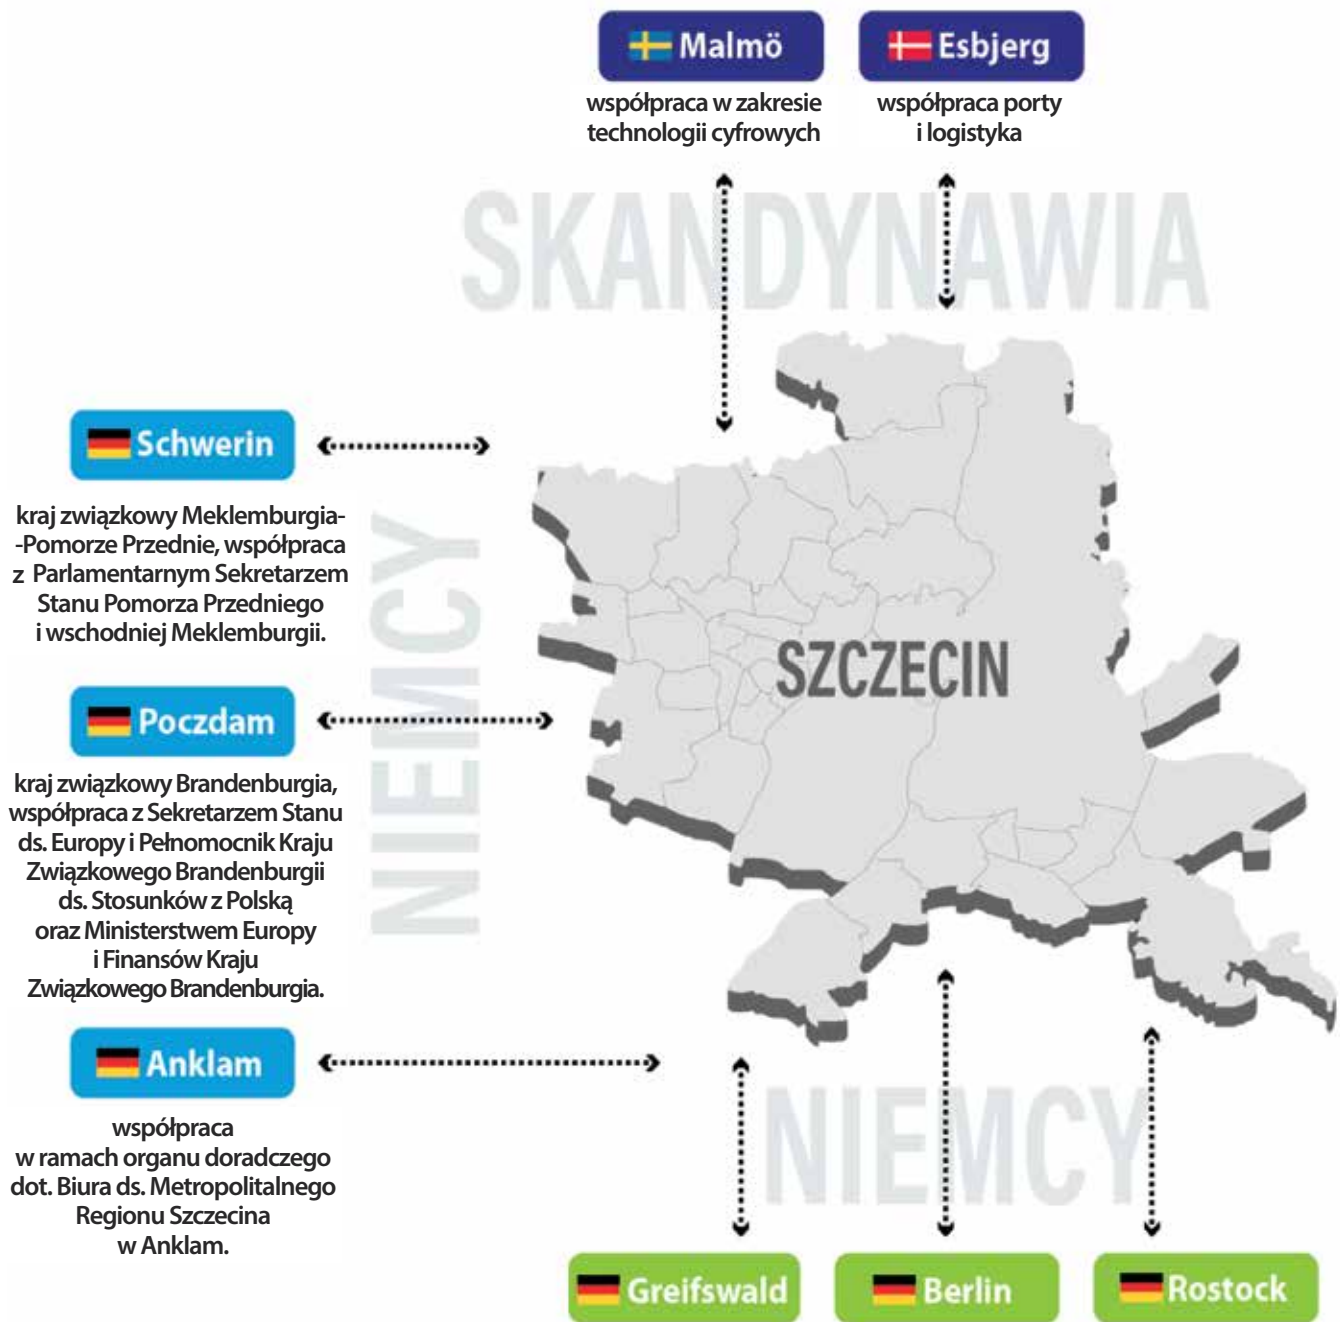 Malmö
współpraca w zakresie
technologii cyfrowych
Esbjerg
współpraca porty
i logistyka
SKANDYNAWIA
Schwerin
kraj związkowy Meklemburgia-
-Pomorze Przednie, współpraca
z Parlamentarnym Sekretarzem
Stanu Pomorza Przedniego
i wschodniej Meklemburgii.
NIEMCY
SZCZECIN
Poczdam
kraj związkowy Brandenburgia,
współpraca z Sekretarzem Stanu
ds. Europy i Pełnomocnik Kraju
Związkowego Brandenburgii
ds. Stosunków z Polską
oraz Ministerstwem Europy
i Finansów Kraju
Związkowego Brandenburgia.
Anklam
współpraca
w ramach organu doradczego
dot. Biura ds. Metropolitalnego
Regionu Szczecina
w Anklam.
NIEMCY
Greifswald
Berlin
Rostock